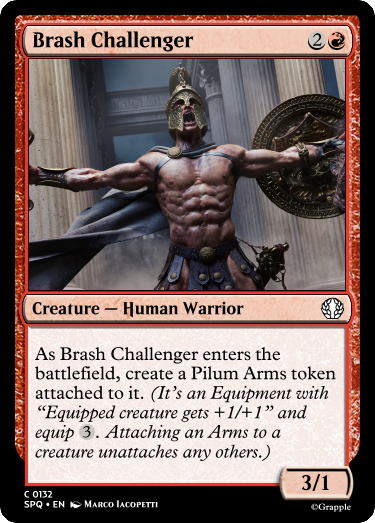 Brash Challenger 2
Creature — Human Warrior
As Brash Challenger enters the
battlefield, create a Pilum Arms token
attached to it. (It's an Equipment with
“Equipped creature gets +1/+1” and
equip 3. Attaching an Arms to a
creature unattaches any others.)
3/1
C 0132
SPQ • EN Marco Iacopetti
©Grapple